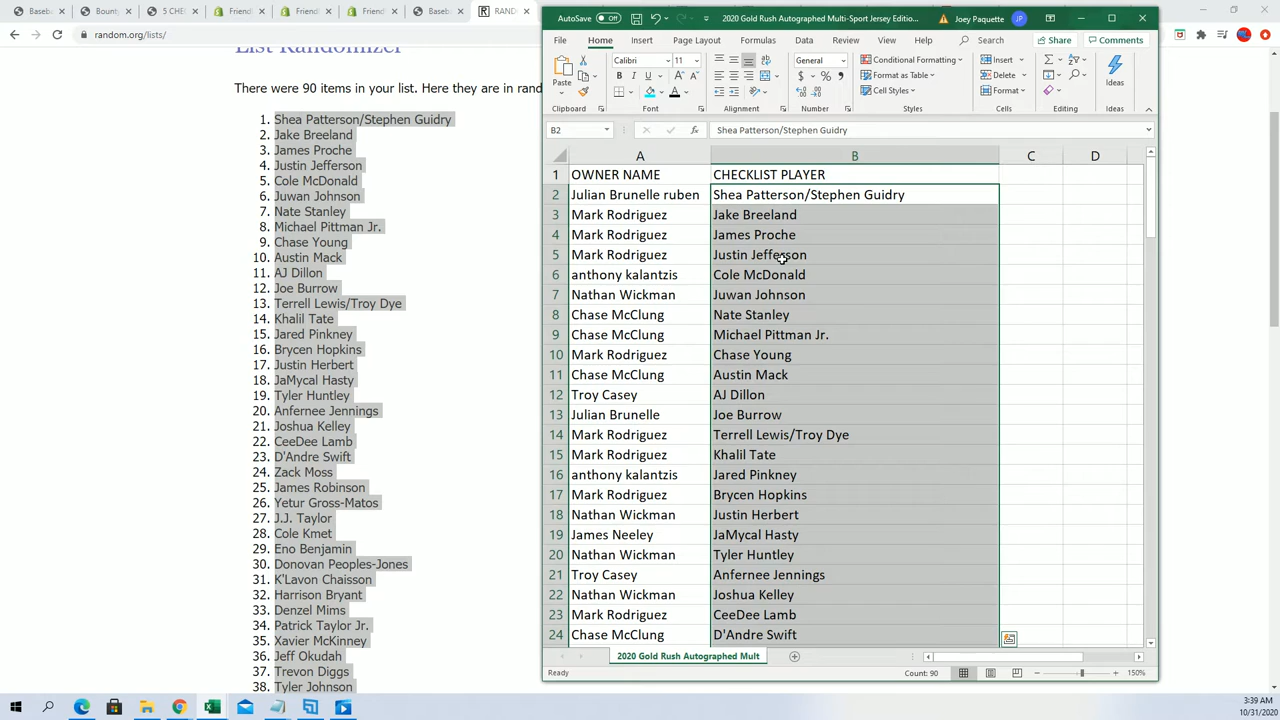 Baseb
Bounty
5 CHE
Friend
Friend
Friend
Baseb
RAND
random.org/lists/
List Randomizer
There were 90 items in your list. Here they are in rand
1. Shea Patterson/Stephen Guidry
2. Jake Breeland
3. James Proche
4. Justin Jefferson
5. Cole McDonald
6. Juwan Johnson
7. Nate Stanley
8. Michael Pittman Jr.
9. Chase Young
10. Austin Mack
11. AJ Dillon
12. Joe Burrow
13. Terrell Lewis/Troy Dye
14. Khalil Tate
15. Jared Pinkney
16. Brycen Hopkins
17. Justin Herbert
18. JaMycal Hasty
19. Tyler Huntley
20. Anfernee Jennings
21. Joshua Kelley
22. CeeDee Lamb
23. D'Andre Swift
24. Zack Moss
25. James Robinson
26. Yetur Gross-Matos
27. J.J. Taylor
28. Cole Kmet
29. Eno Benjamin
30. Donovan Peoples-Jones
31. K'Lavon Chaisson
32. Harrison Bryant
33. Denzel Mims
34. Patrick Taylor Jr.
35. Xavier McKinney
36. Jeff Okudah
37. Trevon Diggs
38. Tyler Johnson
AutoSave Off
2020 Gold Rush Autographed Multi-Sport Jersey Edition...
Joey Paquette JP
File Home Insert Page Layout Formulas Data Review View Help Search Share Comments
Paste
Calibri 11
B I U
General
$ % ,
Conditional Formatting
Format as Table
Cell Styles
Insert
Delete
Format
Ideas
Clipboard Font Alignment Number Styles Cells Editing Ideas
B2 fx Shea Patterson/Stephen Guidry
A B C D
1 OWNER NAME CHECKLIST PLAYER
2 Julian Brunelle ruben Shea Patterson/Stephen Guidry
3 Mark Rodriguez Jake Breeland
4 Mark Rodriguez James Proche
5 Mark Rodriguez Justin Jefferson
6 anthony kalantzis Cole McDonald
7 Nathan Wickman Juwan Johnson
8 Chase McClung Nate Stanley
9 Chase McClung Michael Pittman Jr.
10 Mark Rodriguez Chase Young
11 Chase McClung Austin Mack
12 Troy Casey AJ Dillon
13 Julian Brunelle Joe Burrow
14 Mark Rodriguez Terrell Lewis/Troy Dye
15 Mark Rodriguez Khalil Tate
16 anthony kalantzis Jared Pinkney
17 Mark Rodriguez Brycen Hopkins
18 Nathan Wickman Justin Herbert
19 James Neeley JaMycal Hasty
20 Nathan Wickman Tyler Huntley
21 Troy Casey Anfernee Jennings
22 Nathan Wickman Joshua Kelley
23 Mark Rodriguez CeeDee Lamb
24 Chase McClung D'Andre Swift
2020 Gold Rush Autographed Mult
Ready
Count: 90
150%
3:39 AM
10/31/2020